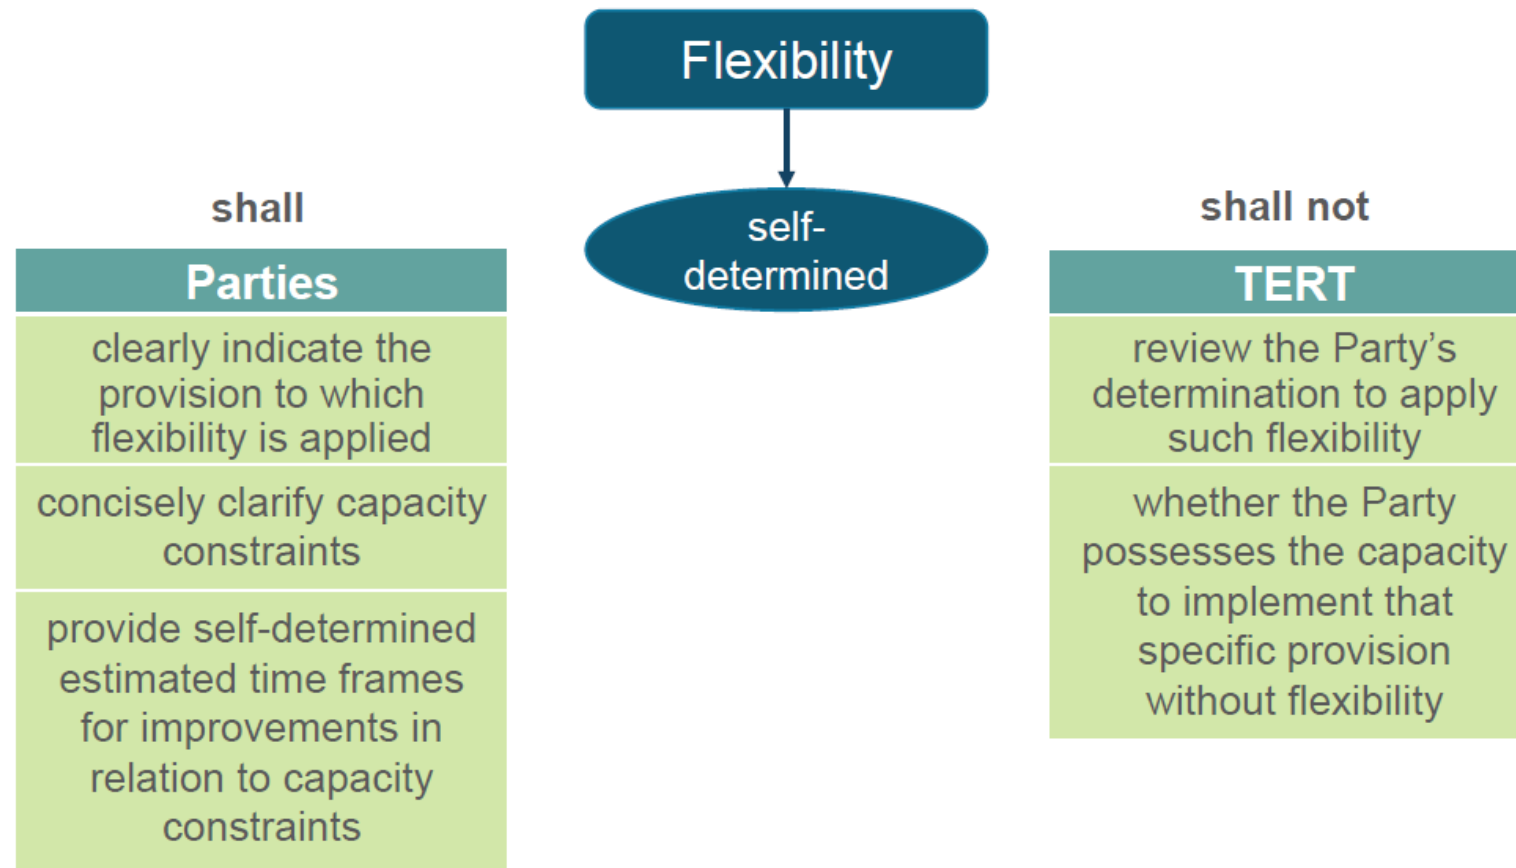 Flexibility
self-
determined
shall
Parties
clearly indicate the
provision to which
flexibility is applied
concisely clarify capacity
constraints
provide self-determined
estimated time frames
for improvements in
relation to capacity
constraints
shall not
TERT
review the Party’s
determination to apply
such flexibility
whether the Party
possesses the capacity
to implement that
specific provision
without flexibility